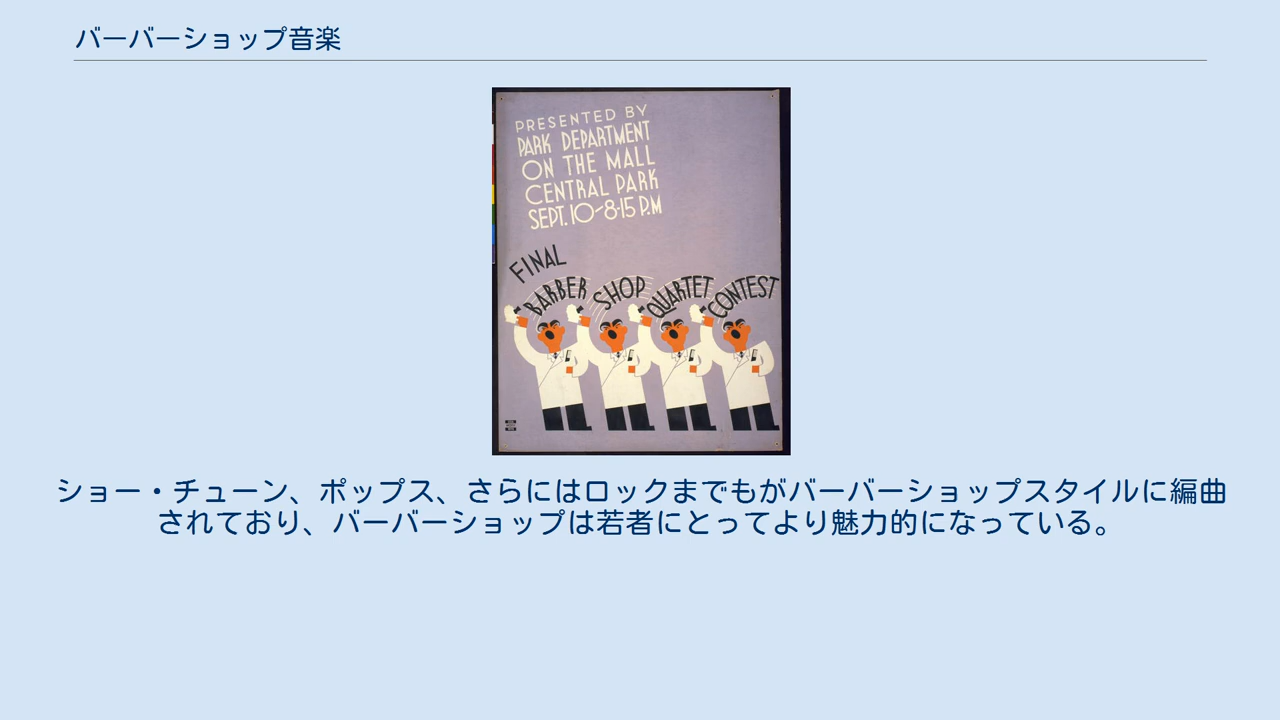 バーバーショップ音楽
PRESENTED BY
PARK DEPARTMENT
ON THE MALL
CENTRAL PARK
SEPT. 10-8·15 P.M
FINAL
BARBER SHOP QUARTET CONTEST
ショー・チューン、ポップス、さらにはロックまでもがバーバーショップスタイルに編曲
されており、バーバーショップは若者にとってより魅力的になっている。